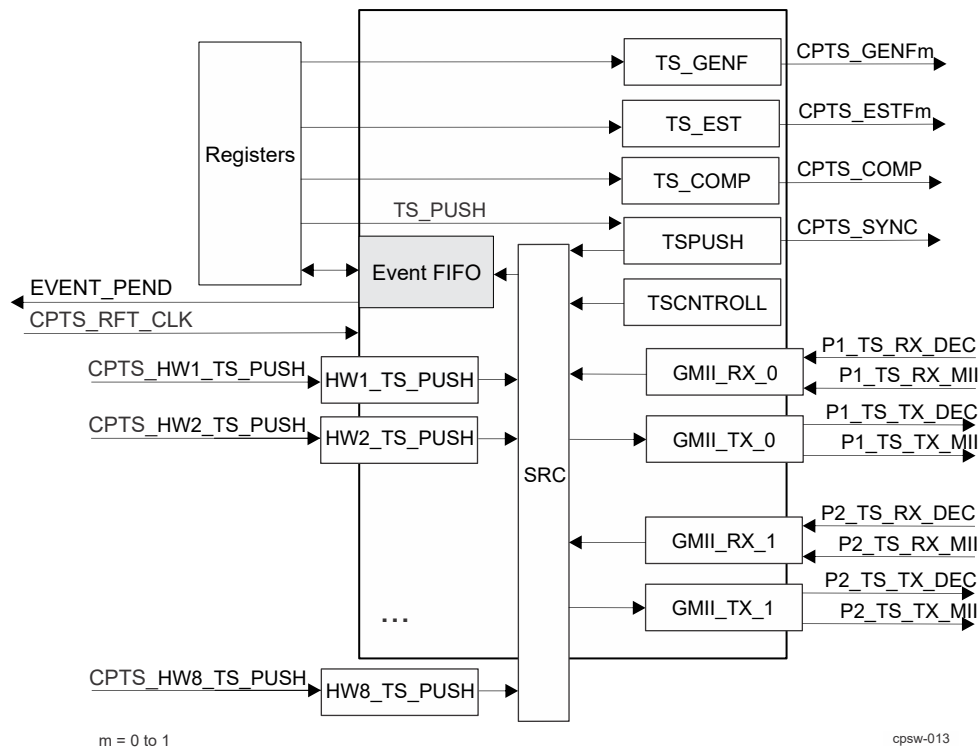 TS_GENF
CPTS_GENFm
TS_EST
CPTS_ESTFm
Registers
TS_COMP
CPTS_COMP
TS_PUSH
TSPUSH
CPTS_SYNC
Event FIFO
EVENT_PEND
TSCNTROLL
CPTS_RFT_CLK
P1_TS_RX_DEC
CPTS_HW1_TS_PUSH
HW1_TS_PUSH
GMII_RX_0
P1_TS_RX_MII
P1_TS_TX_DEC
CPTS_HW2_TS_PUSH
HW2_TS_PUSH
GMII_TX_0
P1_TS_TX_MII
SRC
P2_TS_RX_DEC
GMII_RX_1
P2_TS_RX_MII
P2_TS_TX_DEC
...
GMII_TX_1
P2_TS_TX_MII
CPTS_HW8_TS_PUSH
HW8_TS_PUSH
m = 0 to 1
cpsw-013